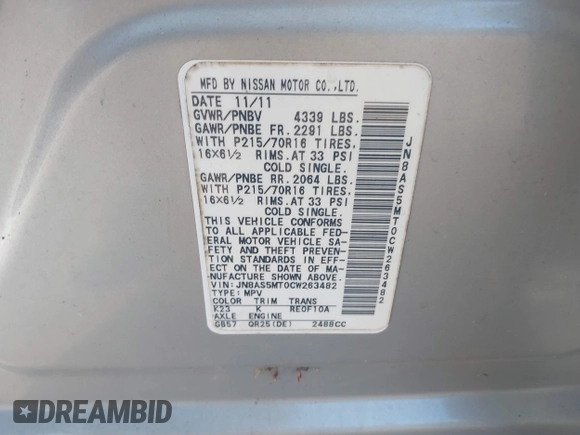 MFD BY NISSAN MOTOR CO.,LTD.
DATE 11/11
GVWR/PNBV 4339 LBS.
GAWR/PNBE FR. 2291 LBS.
WITH P215/70R16 TIRES.
16X6½ RIMS. AT 33 PSI
COLD SINGLE.
GAWR/PNBE RR. 2064 LBS.
WITH P215/70R16 TIRES.
16X6½ RIMS. AT 33 PSI
COLD SINGLE.
THIS VEHICLE CONFORMS
TO ALL APPLICABLE FED-
ERAL MOTOR VEHICLE SA-
FETY AND THEFT PREVEN-
TION STANDARDS IN EFF-
ECT ON THE DATE OF MA-
NUFACTURE SHOWN ABOVE.
VIN: JN8AS5MT0CW263482
TYPE: MPV
COLOR TRIM TRANS
K23 K RE0F10A
AXLE ENGINE
GB57 QR25(DE) 2488CC
JN8AS5MT0CW263482
DREAMBID